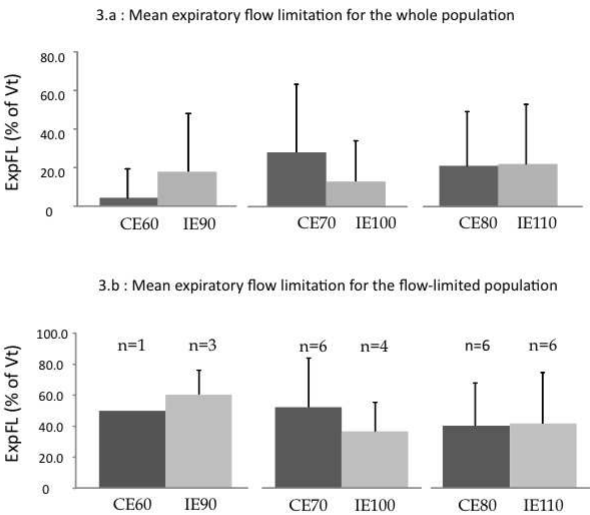 3.a : Mean expiratory flow limitation for the whole population
ExpFL (% of Vt)
80.0
60.0
40.0
20.0
0
CE60 IE90 CE70 IE100 CE80 IE110
3.b : Mean expiratory flow limitation for the flow-limited population
ExpFL (% of Vt)
100.0
80.0
60.0
40.0
20.0
0
n=1 n=3 n=6 n=4 n=6 n=6
CE60 IE90 CE70 IE100 CE80 IE110